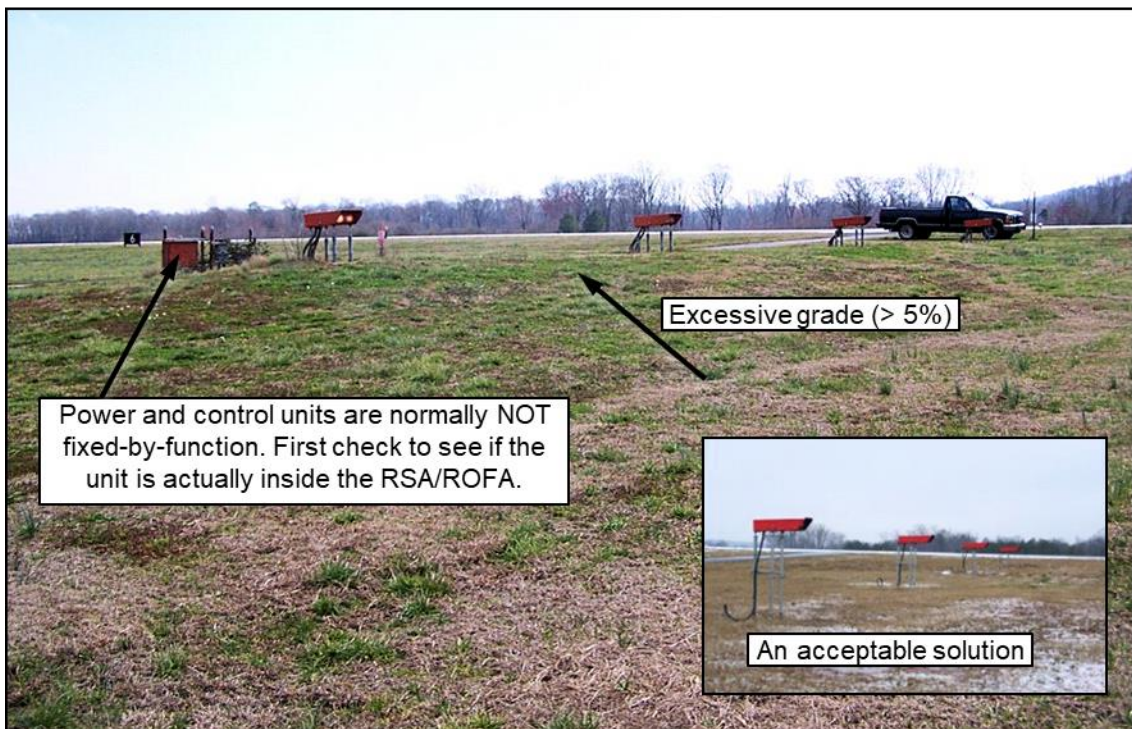 Excessive grade (> 5%)
Power and control units are normally NOT
fixed-by-function. First check to see if the
unit is actually inside the RSA/ROFA.
An acceptable solution